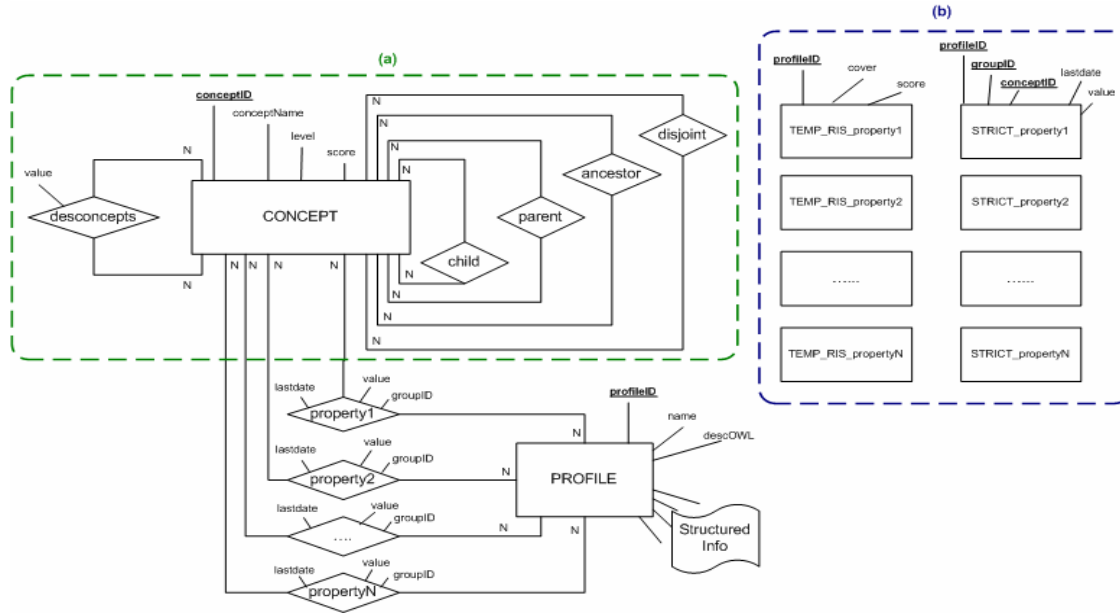 (a)
conceptID
conceptName
level
score
N
N
N
N
N
disjoint
ancestor
parent
child
value
desconcepts
CONCEPT
N
N
N
N
N
N
N
N
N
N
lastdate
value
groupID
property1
N
lastdate
value
groupID
property2
N
lastdate
value
groupID
....
N
lastdate
value
groupID
propertyN
N
profileID
name
descOWL
PROFILE
Structured
Info
(b)
profileID
cover
score
TEMP_RIS_property1
TEMP_RIS_property2
......
TEMP_RIS_propertyN
profileID
groupID
conceptID
lastdate
value
STRICT_property1
STRICT_property2
......
STRICT_propertyN